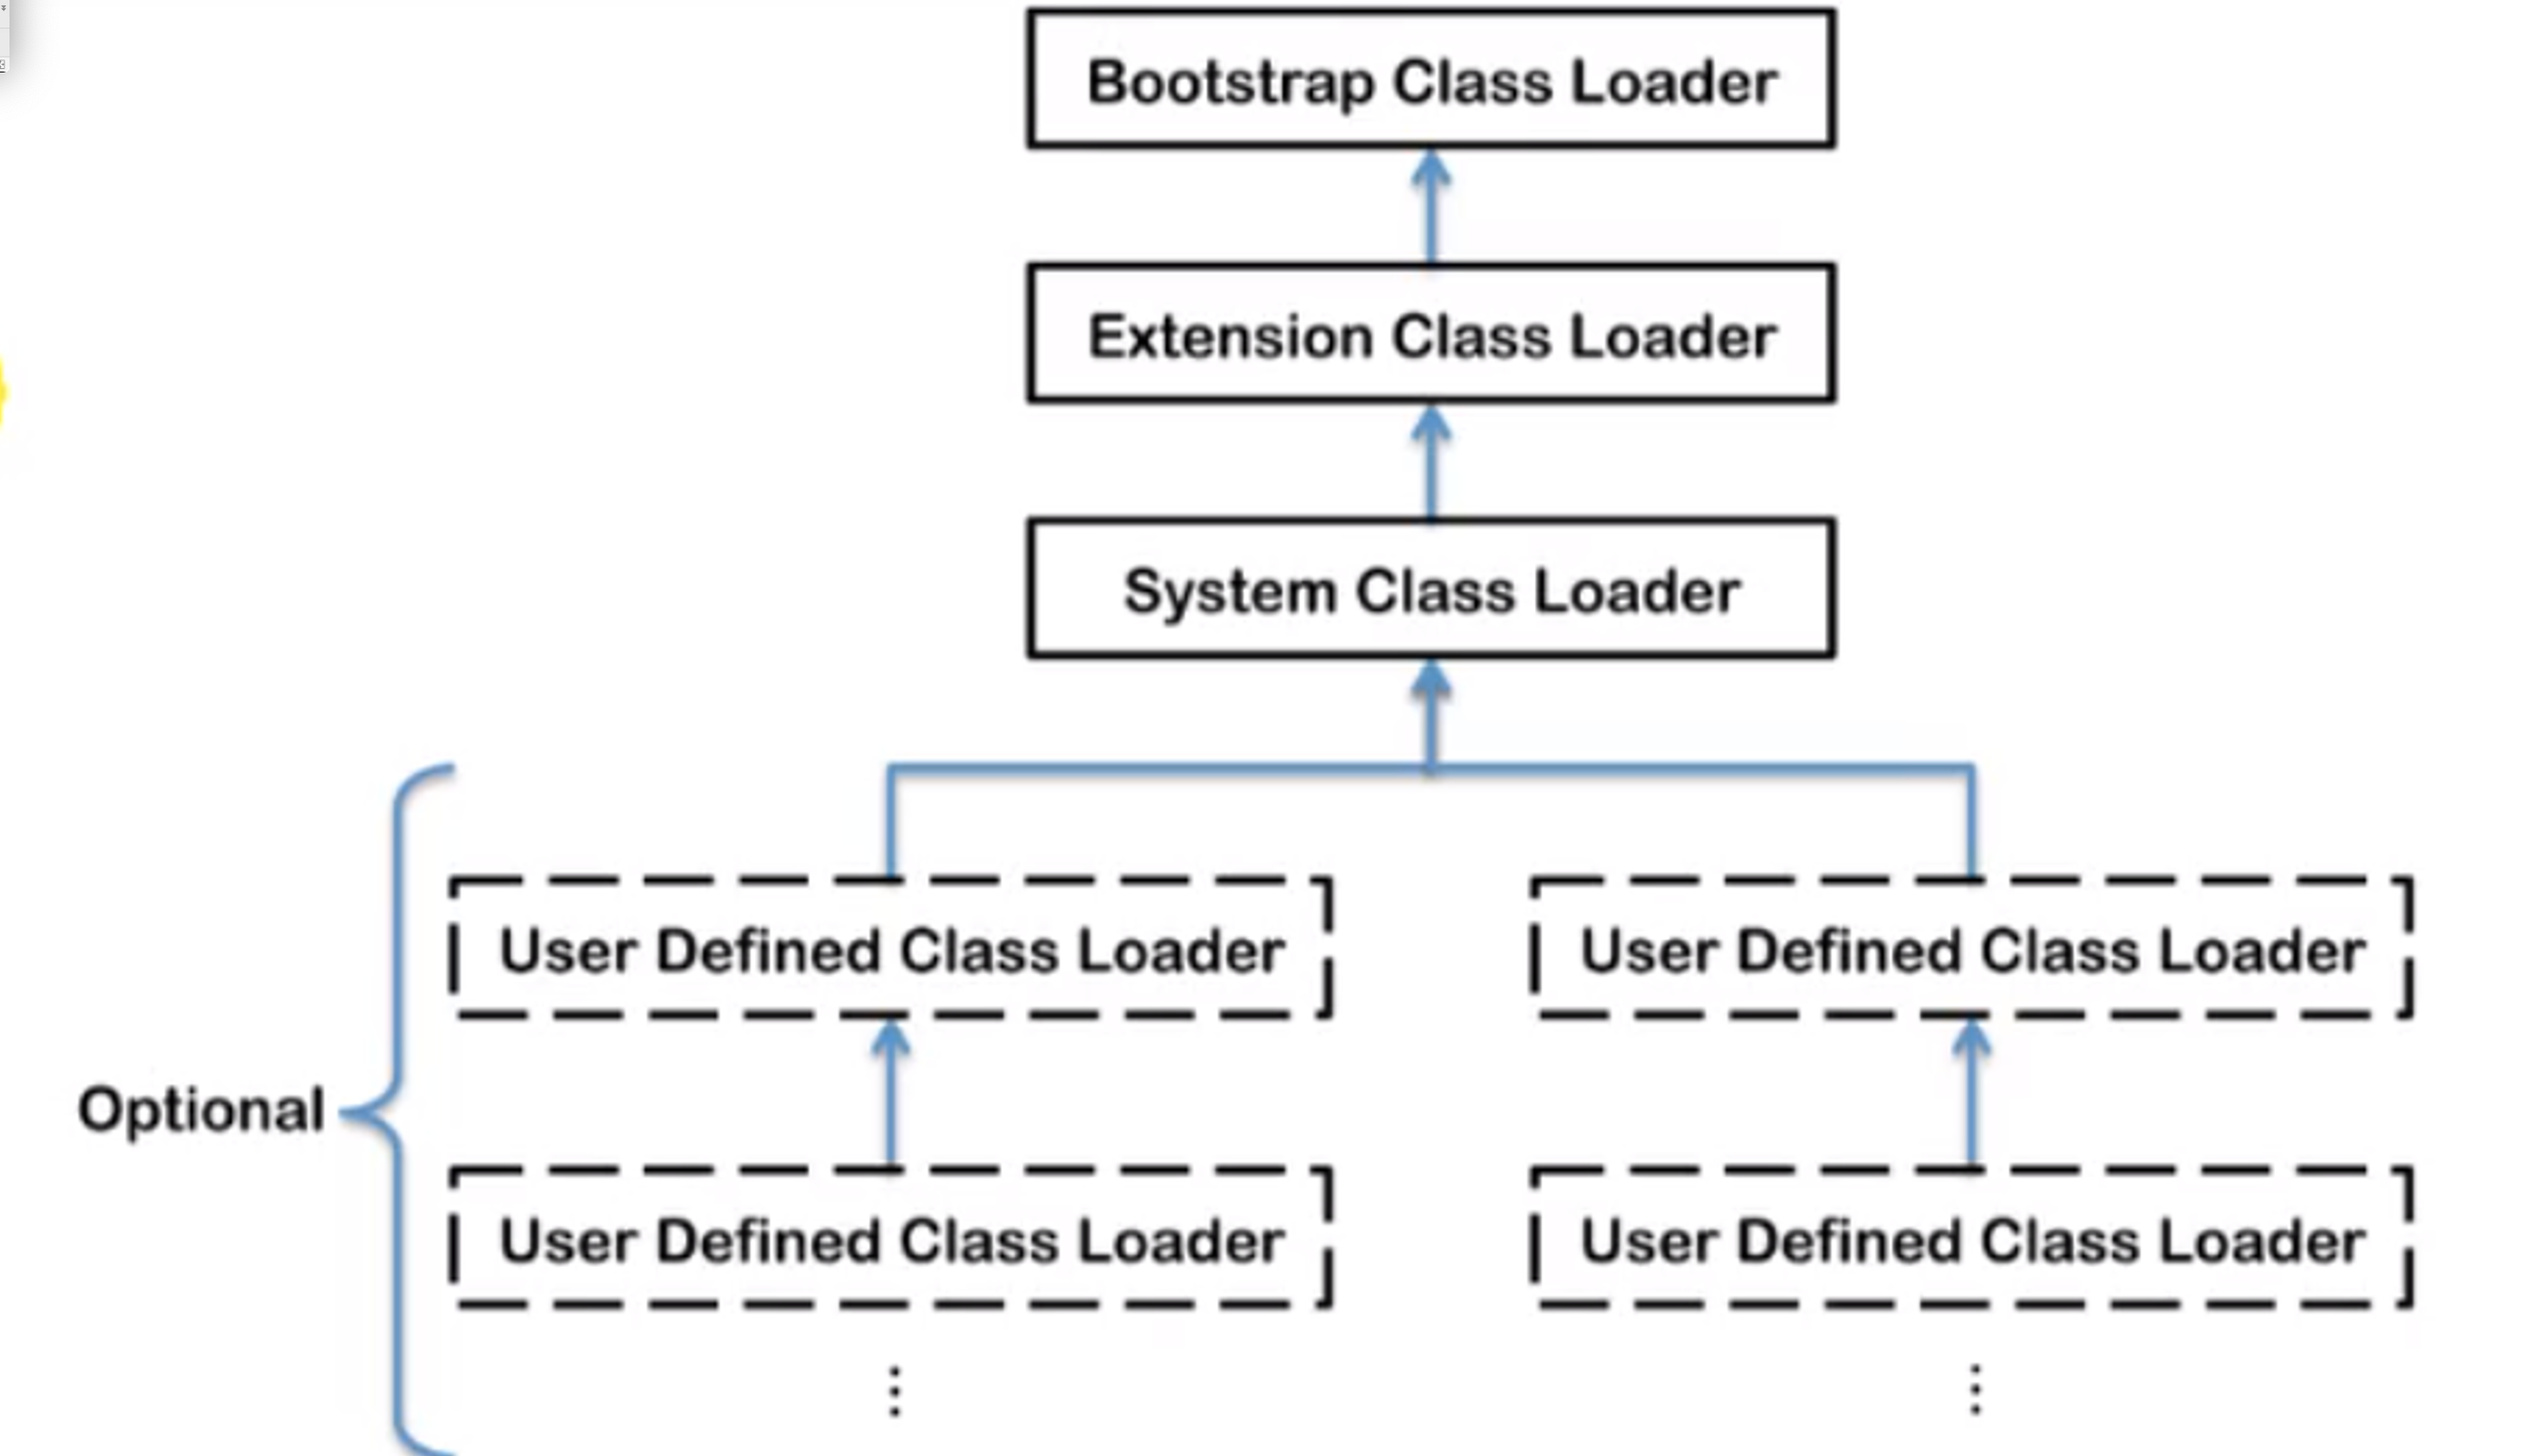 Bootstrap Class Loader
Extension Class Loader
System Class Loader
User Defined Class Loader
User Defined Class Loader
Optional
User Defined Class Loader
User Defined Class Loader